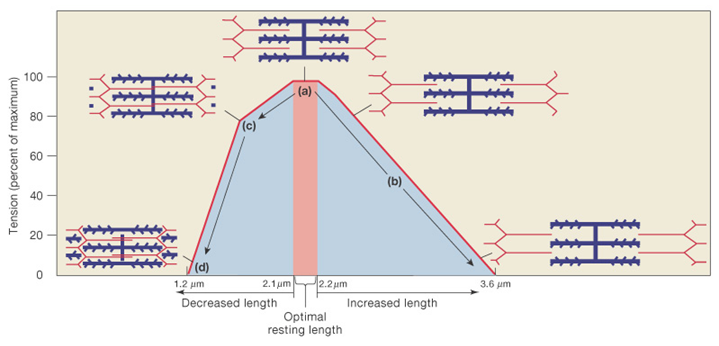 Tension (percent of maximum)
100
80
60
40
20
0
(a)
(c)
(b)
(d)
1.2 μm
2.1 μm
2.2 μm
3.6 μm
Decreased length
Increased length
Optimal
resting length